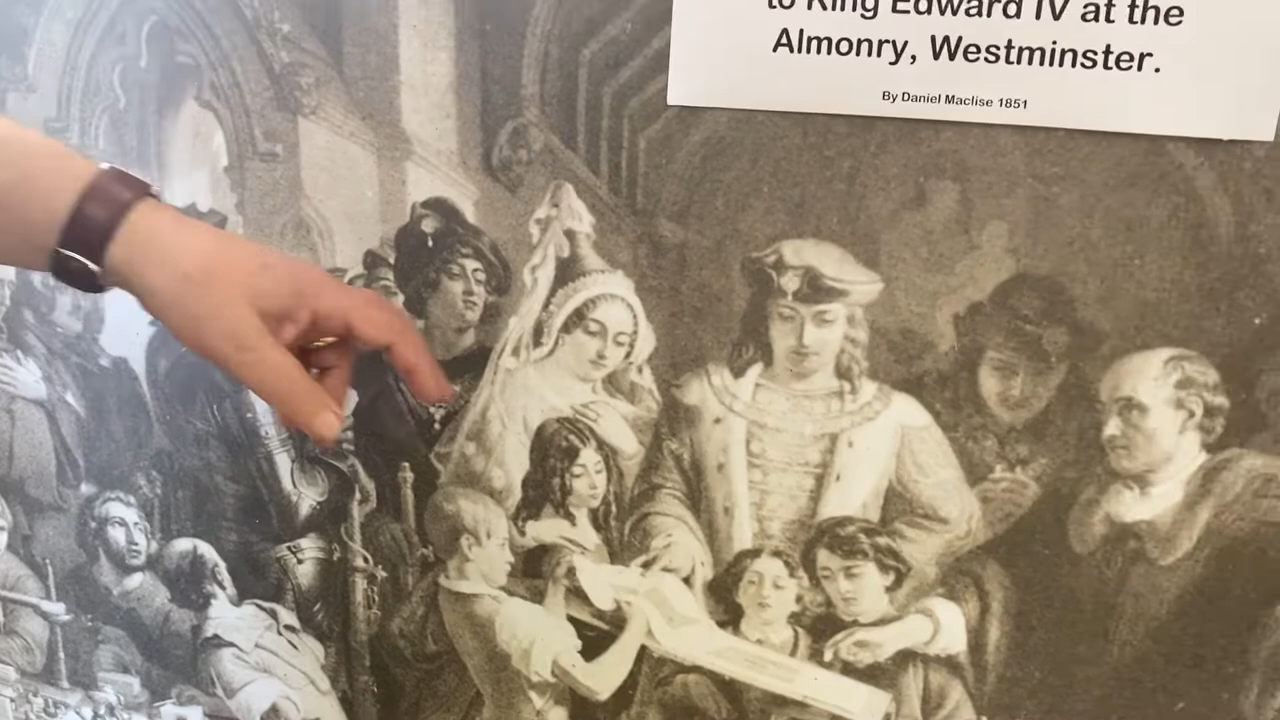 to King Edward IV at the
Almonry, Westminster.
By Daniel Maclise 1851